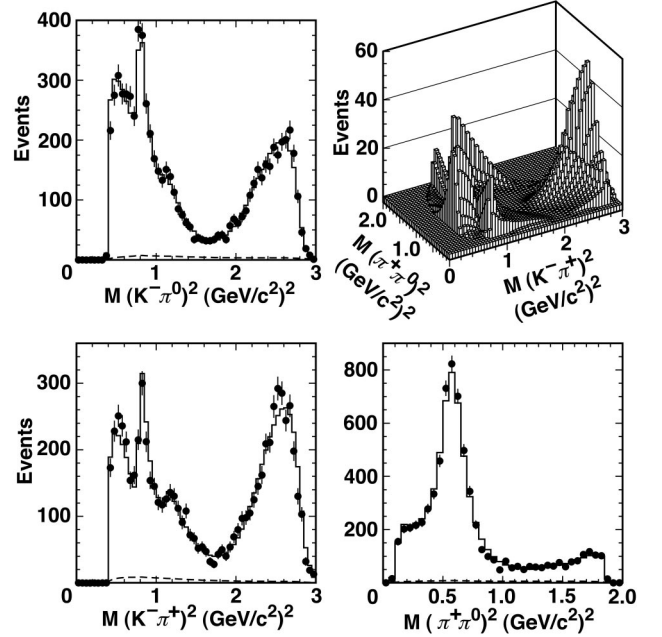 400
300
200
100
0
Events
0 1 2 3
M (K⁻π⁰)² (GeV/c²)²
60
40
20
0
Events
2.0
1.0
0
M (π⁺π⁰)²
(GeV/c²)²
0 1 2 3
M (K⁻π⁺)²
(GeV/c²)²
300
200
100
Events
0 1 2 3
M (K⁻π⁺)² (GeV/c²)²
800
600
400
200
Events
0 0.5 1.0 1.5 2.0
M (π⁺π⁰)² (GeV/c²)²